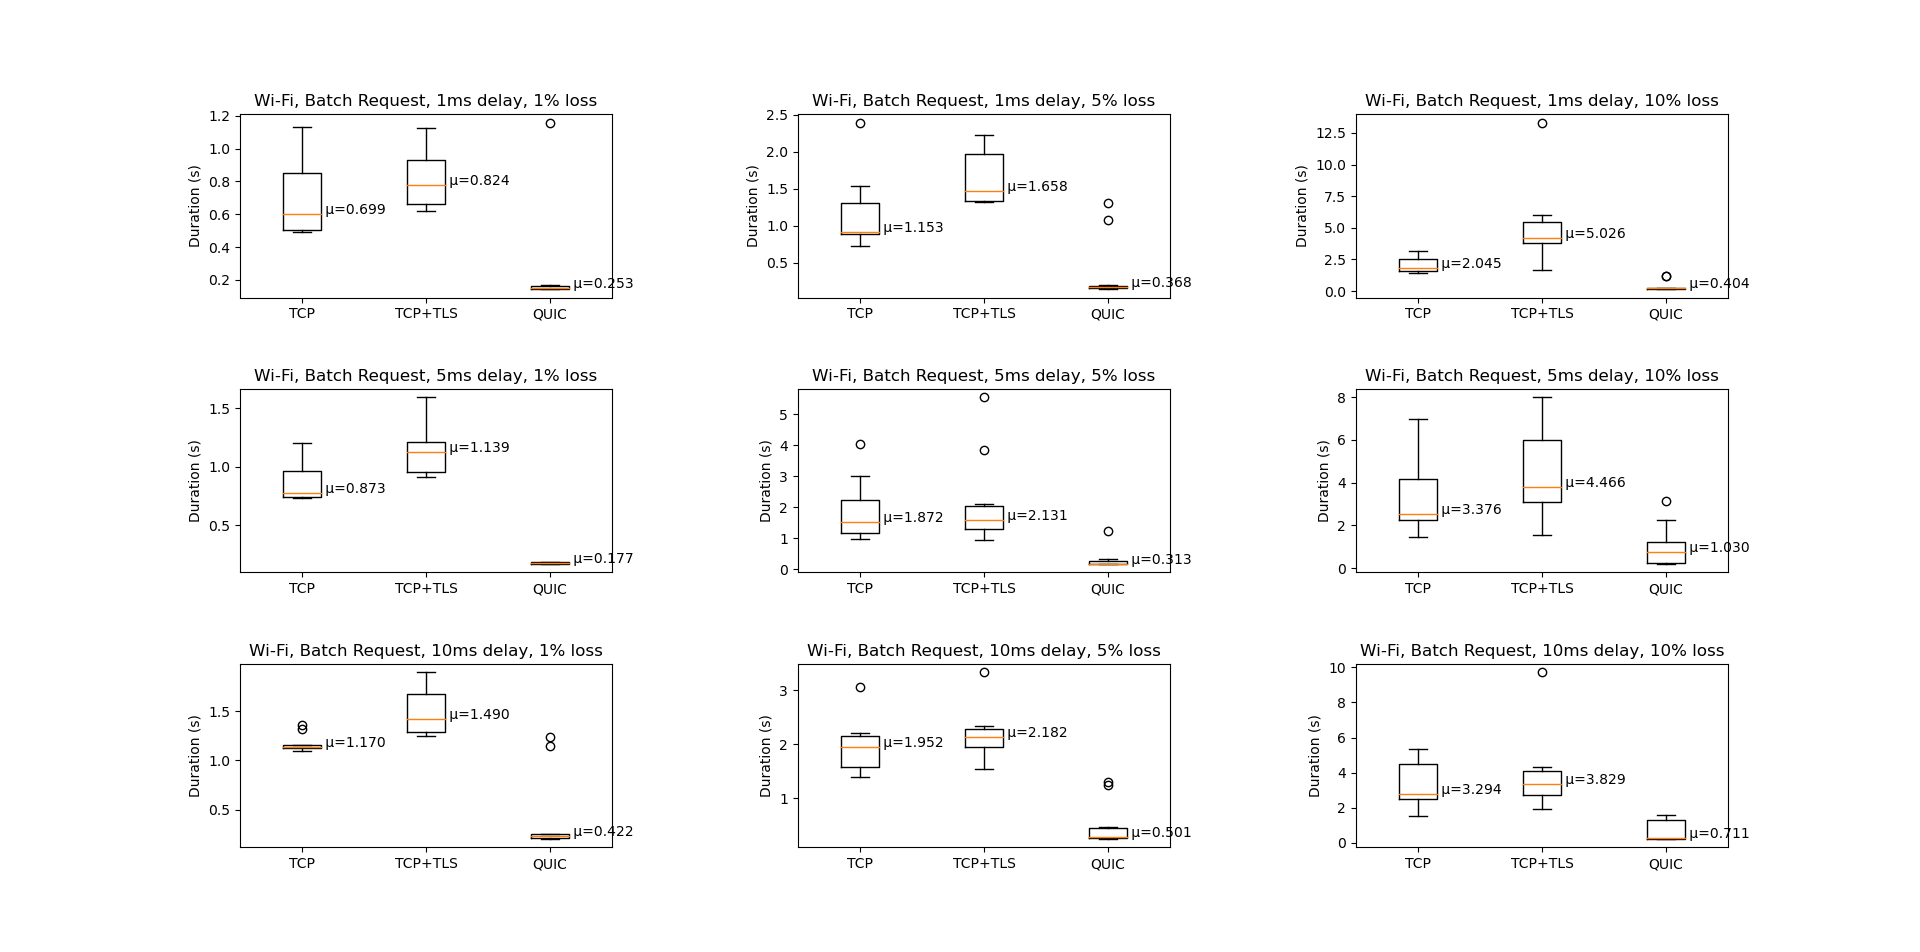 Wi-Fi, Batch Request, 1ms delay, 1% loss
Duration (s)
1.2
1.0
0.8
0.6
0.4
0.2
μ=0.699
μ=0.824
μ=0.253
TCP
TCP+TLS
QUIC
Wi-Fi, Batch Request, 1ms delay, 5% loss
Duration (s)
2.5
2.0
1.5
1.0
0.5
μ=1.153
μ=1.658
μ=0.368
TCP
TCP+TLS
QUIC
Wi-Fi, Batch Request, 1ms delay, 10% loss
Duration (s)
12.5
10.0
7.5
5.0
2.5
0.0
μ=2.045
μ=5.026
μ=0.404
TCP
TCP+TLS
QUIC
Wi-Fi, Batch Request, 5ms delay, 1% loss
Duration (s)
1.5
1.0
0.5
μ=0.873
μ=1.139
μ=0.177
TCP
TCP+TLS
QUIC
Wi-Fi, Batch Request, 5ms delay, 5% loss
Duration (s)
5
4
3
2
1
0
μ=1.872
μ=2.131
μ=0.313
TCP
TCP+TLS
QUIC
Wi-Fi, Batch Request, 5ms delay, 10% loss
Duration (s)
8
6
4
2
0
μ=3.376
μ=4.466
μ=1.030
TCP
TCP+TLS
QUIC
Wi-Fi, Batch Request, 10ms delay, 1% loss
Duration (s)
1.5
1.0
0.5
μ=1.170
μ=1.490
μ=0.422
TCP
TCP+TLS
QUIC
Wi-Fi, Batch Request, 10ms delay, 5% loss
Duration (s)
3
2
1
μ=1.952
μ=2.182
μ=0.501
TCP
TCP+TLS
QUIC
Wi-Fi, Batch Request, 10ms delay, 10% loss
Duration (s)
10
8
6
4
2
0
μ=3.294
μ=3.829
μ=0.711
TCP
TCP+TLS
QUIC